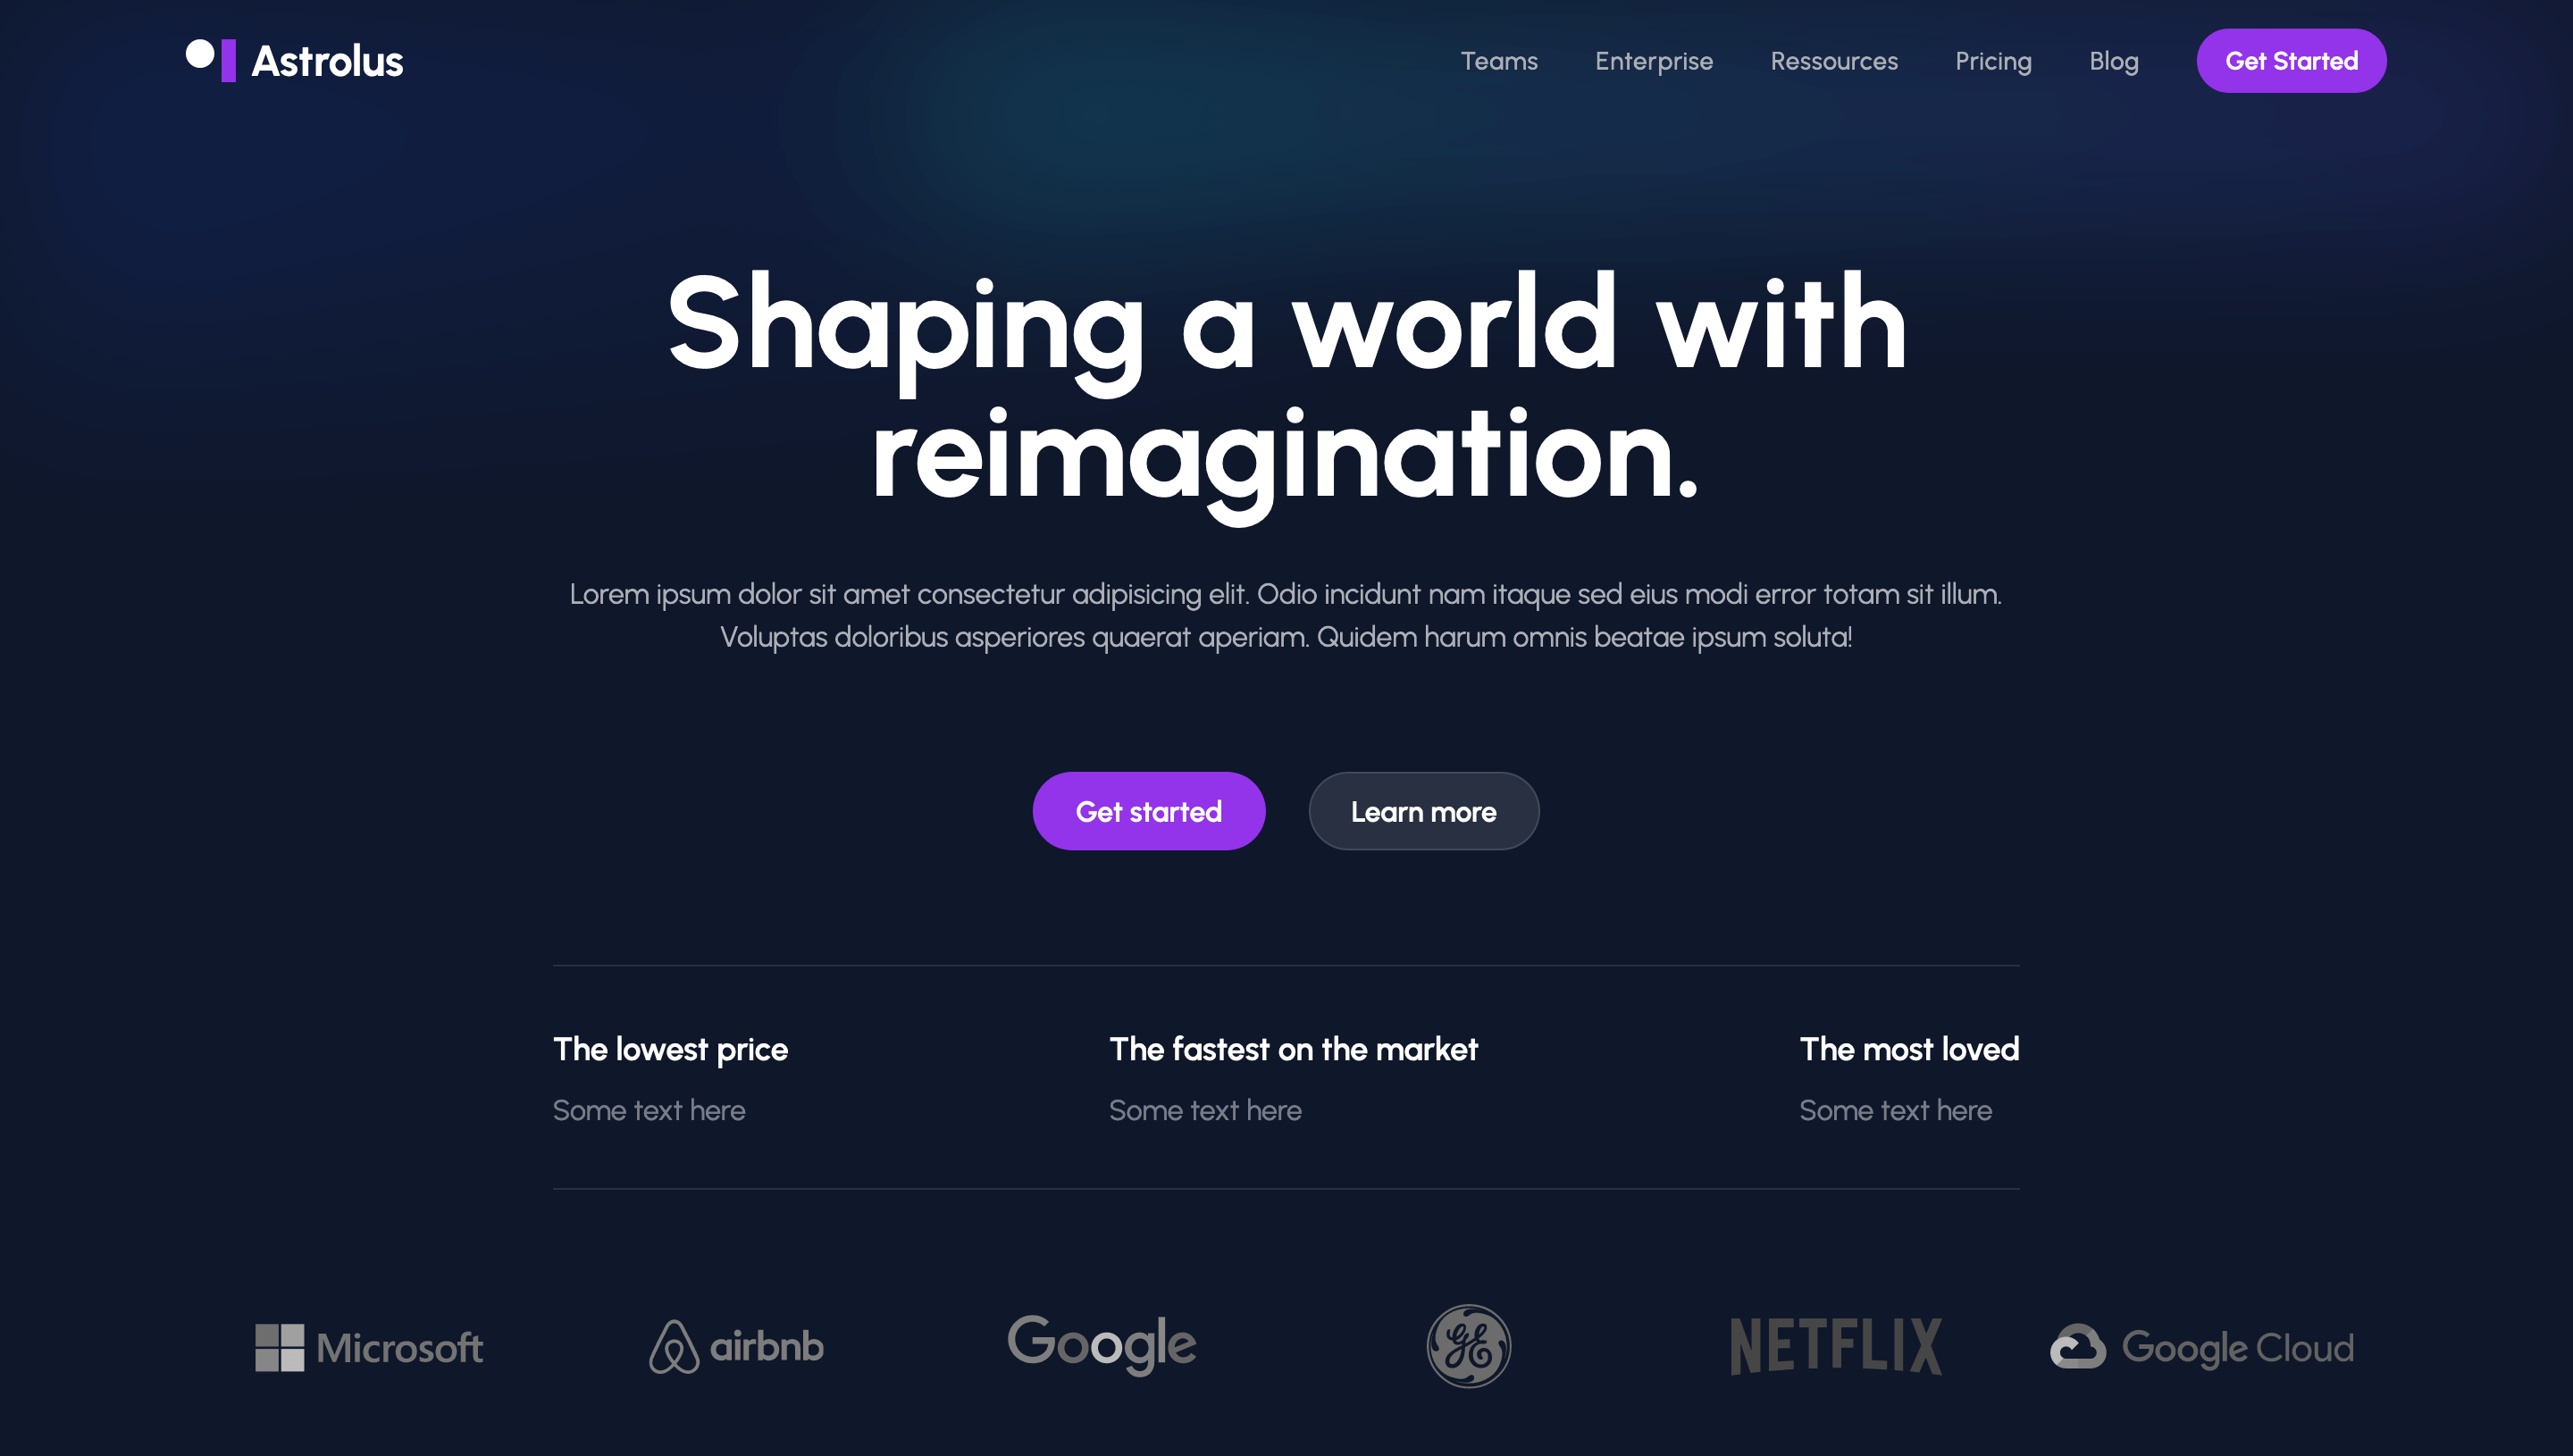 Astrolus
Teams Enterprise Ressources Pricing Blog Get Started
Shaping a world with
reimagination.
Lorem ipsum dolor sit amet consectetur adipisicing elit. Odio incidunt nam itaque sed eius modi error totam sit illum.
Voluptas doloribus asperiores quaerat aperiam. Quidem harum omnis beatae ipsum soluta!
Get started Learn more
The lowest price
Some text here
The fastest on the market
Some text here
The most loved
Some text here
Microsoft airbnb Google GE NETFLIX Google Cloud